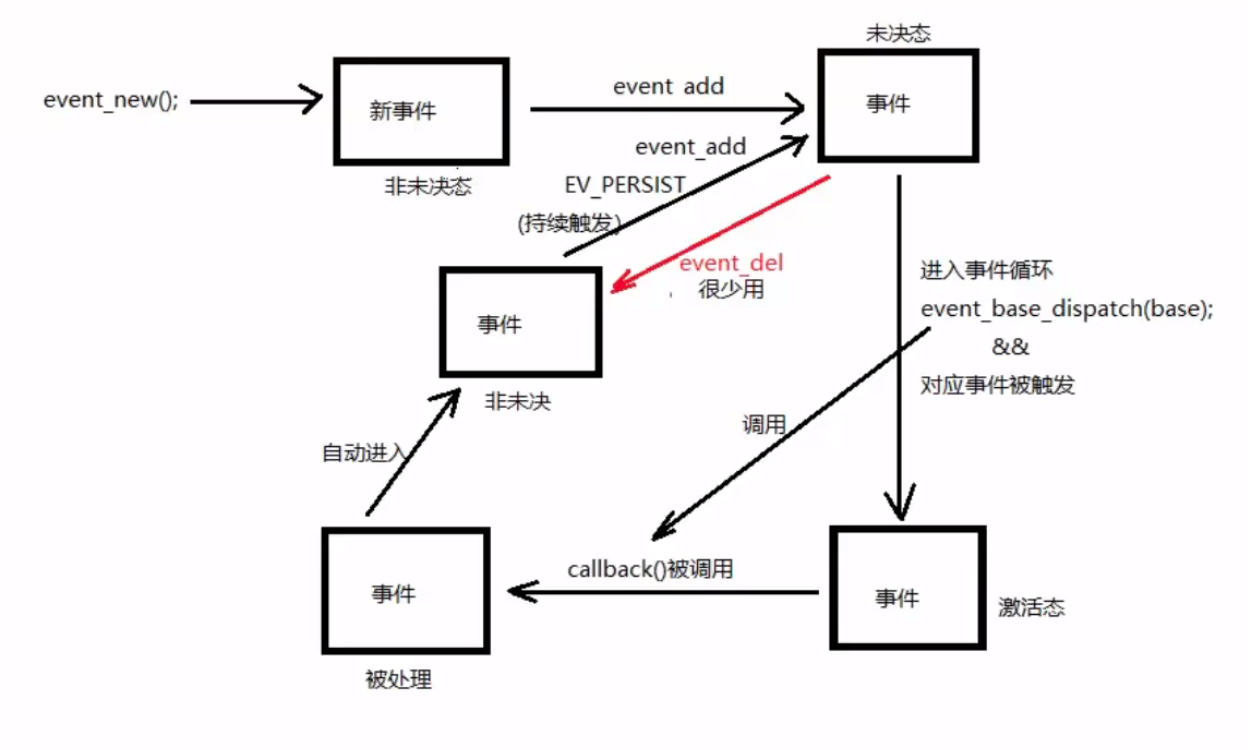 未决态
event_new();
新事件
event add
事件
event_add
非未决态
EV_PERSIST
(持续触发)
event_del
很少用
进入事件循环
event_base_dispatch(base);
&&
对应事件被触发
事件
非未决
调用
自动进入
callback()被调用
事件
事件
激活态
被处理